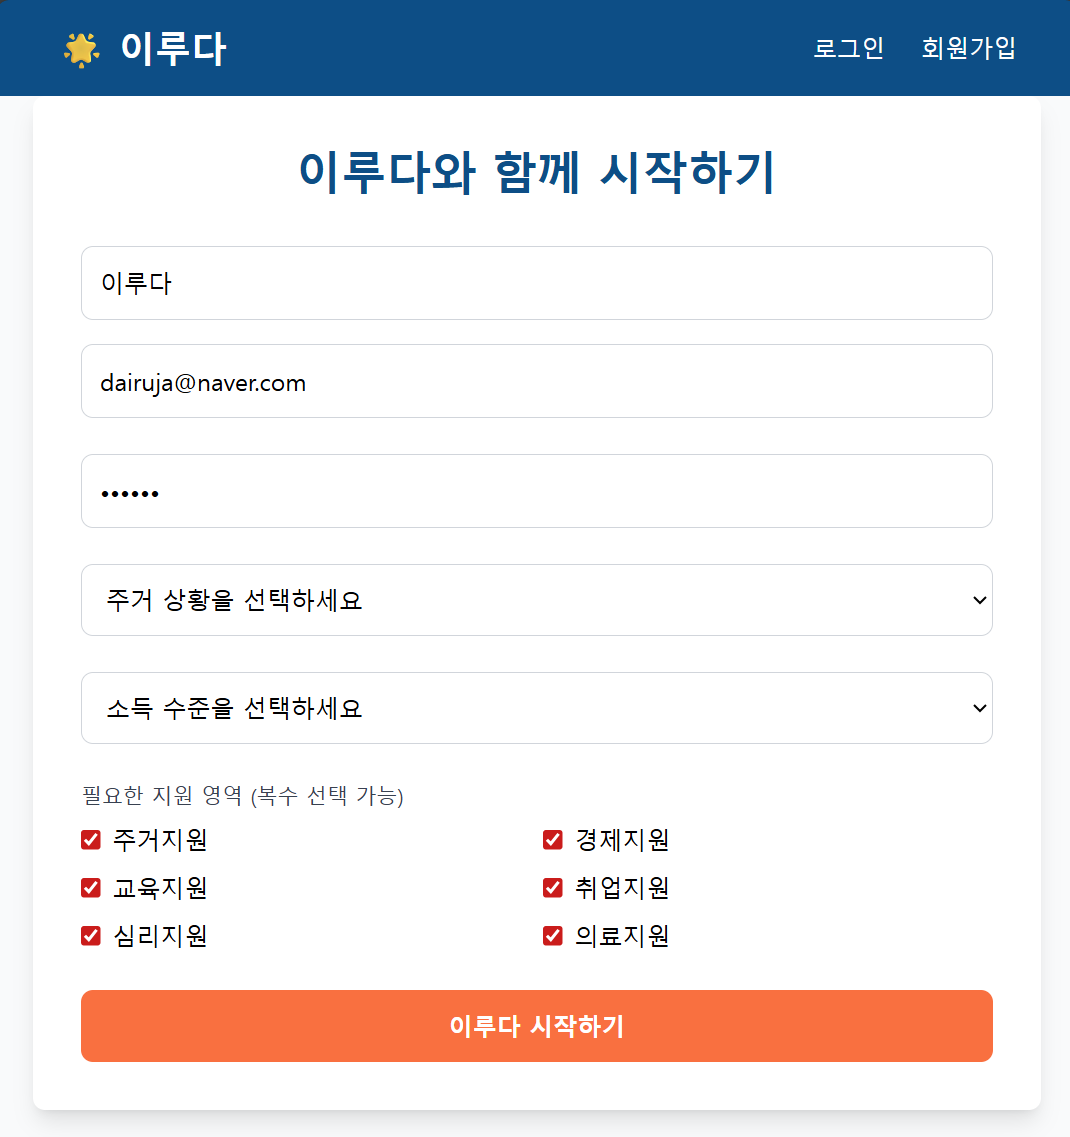 이루다
로그인 회원가입
이루다와 함께 시작하기
이루다
dairuja@naver.com
••••••
주거 상황을 선택하세요
소득 수준을 선택하세요
필요한 지원 영역 (복수 선택 가능)
주거지원 경제지원
교육지원 취업지원
심리지원 의료지원
이루다 시작하기